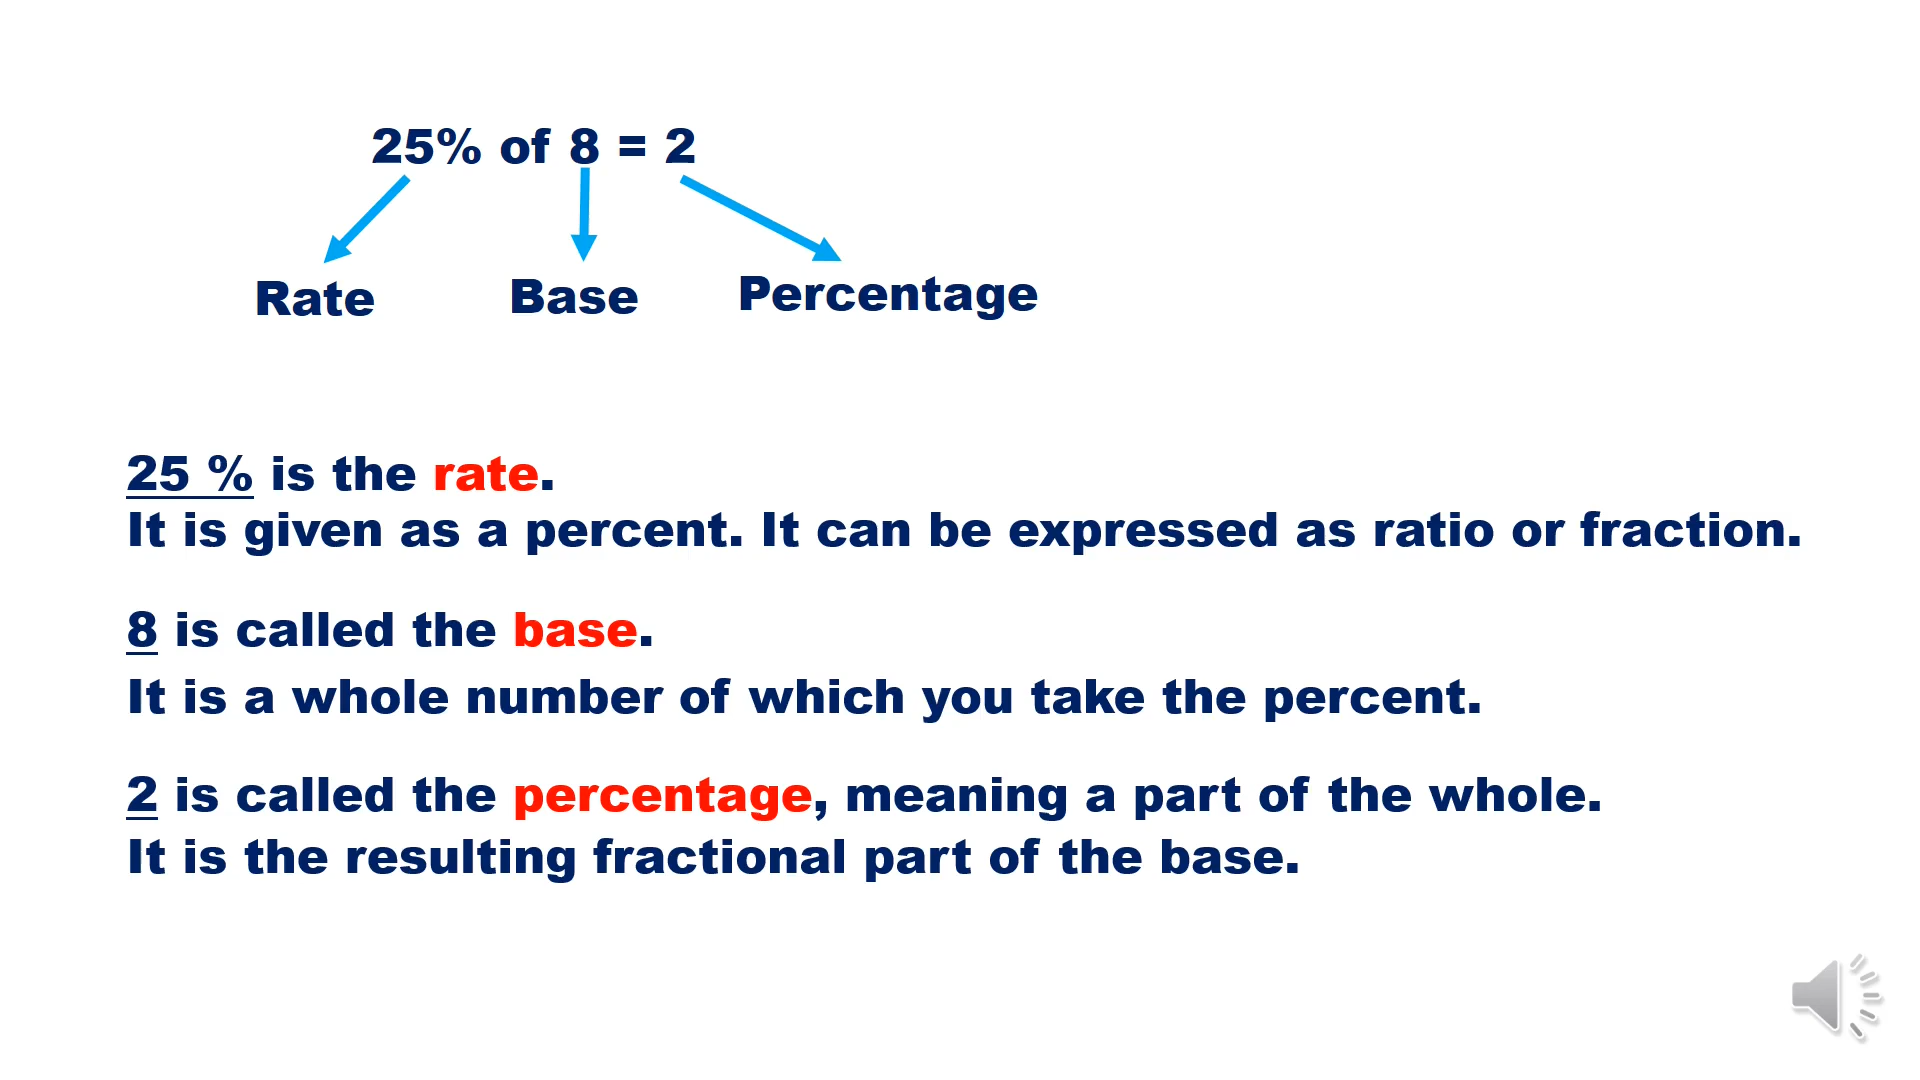 25% of 8 = 2
Rate Base Percentage
25 % is the rate.
It is given as a percent. It can be expressed as ratio or fraction.
8 is called the base.
It is a whole number of which you take the percent.
2 is called the percentage, meaning a part of the whole.
It is the resulting fractional part of the base.